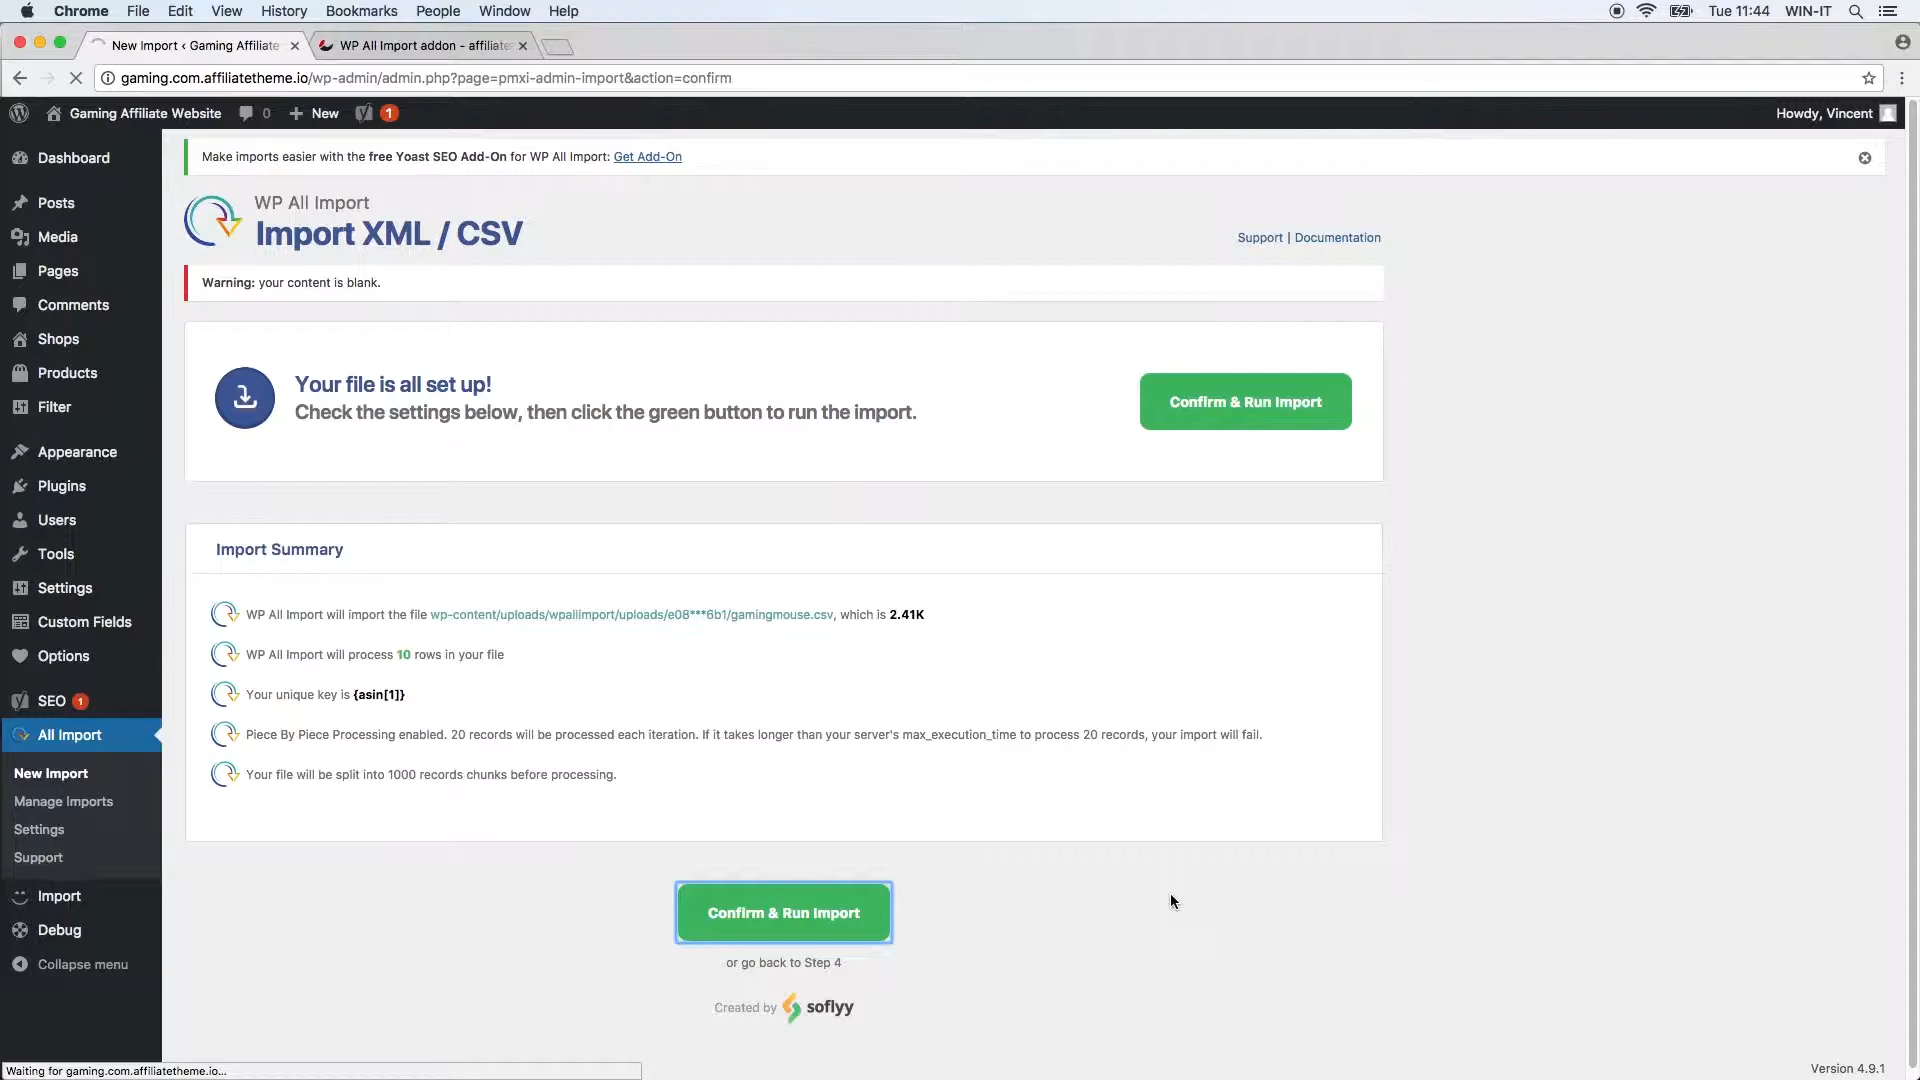 Chrome File Edit View History Bookmarks People Window Help
Tue 11:44 WIN-IT
New Import ‹ Gaming Affiliate
WP All Import addon - affiliate
gaming.com.affiliatetheme.io/wp-admin/admin.php?page=pmxi-admin-import&action=confirm
Gaming Affiliate Website 0 New 1
Howdy, Vincent
Dashboard
Posts
Media
Pages
Comments
Shops
Products
Filter
Appearance
Plugins
Users
Tools
Settings
Custom Fields
Options
SEO 1
All Import
New Import
Manage Imports
Settings
Support
Import
Debug
Collapse menu
Make imports easier with the free Yoast SEO Add-On for WP All Import: Get Add-On
WP All Import
Import XML / CSV
Support | Documentation
Warning: your content is blank.
Your file is all set up!
Check the settings below, then click the green button to run the import.
Confirm & Run Import
Import Summary
WP All Import will import the file wp-content/uploads/wpallimport/uploads/e08***6b1/gamingmouse.csv, which is 2.41K
WP All Import will process 10 rows in your file
Your unique key is {asin[1]}
Piece By Piece Processing enabled. 20 records will be processed each iteration. If it takes longer than your server's max_execution_time to process 20 records, your import will fail.
Your file will be split into 1000 records chunks before processing.
Confirm & Run Import
or go back to Step 4
Created by soflyy
Waiting for gaming.com.affiliatetheme.io...
Version 4.9.1